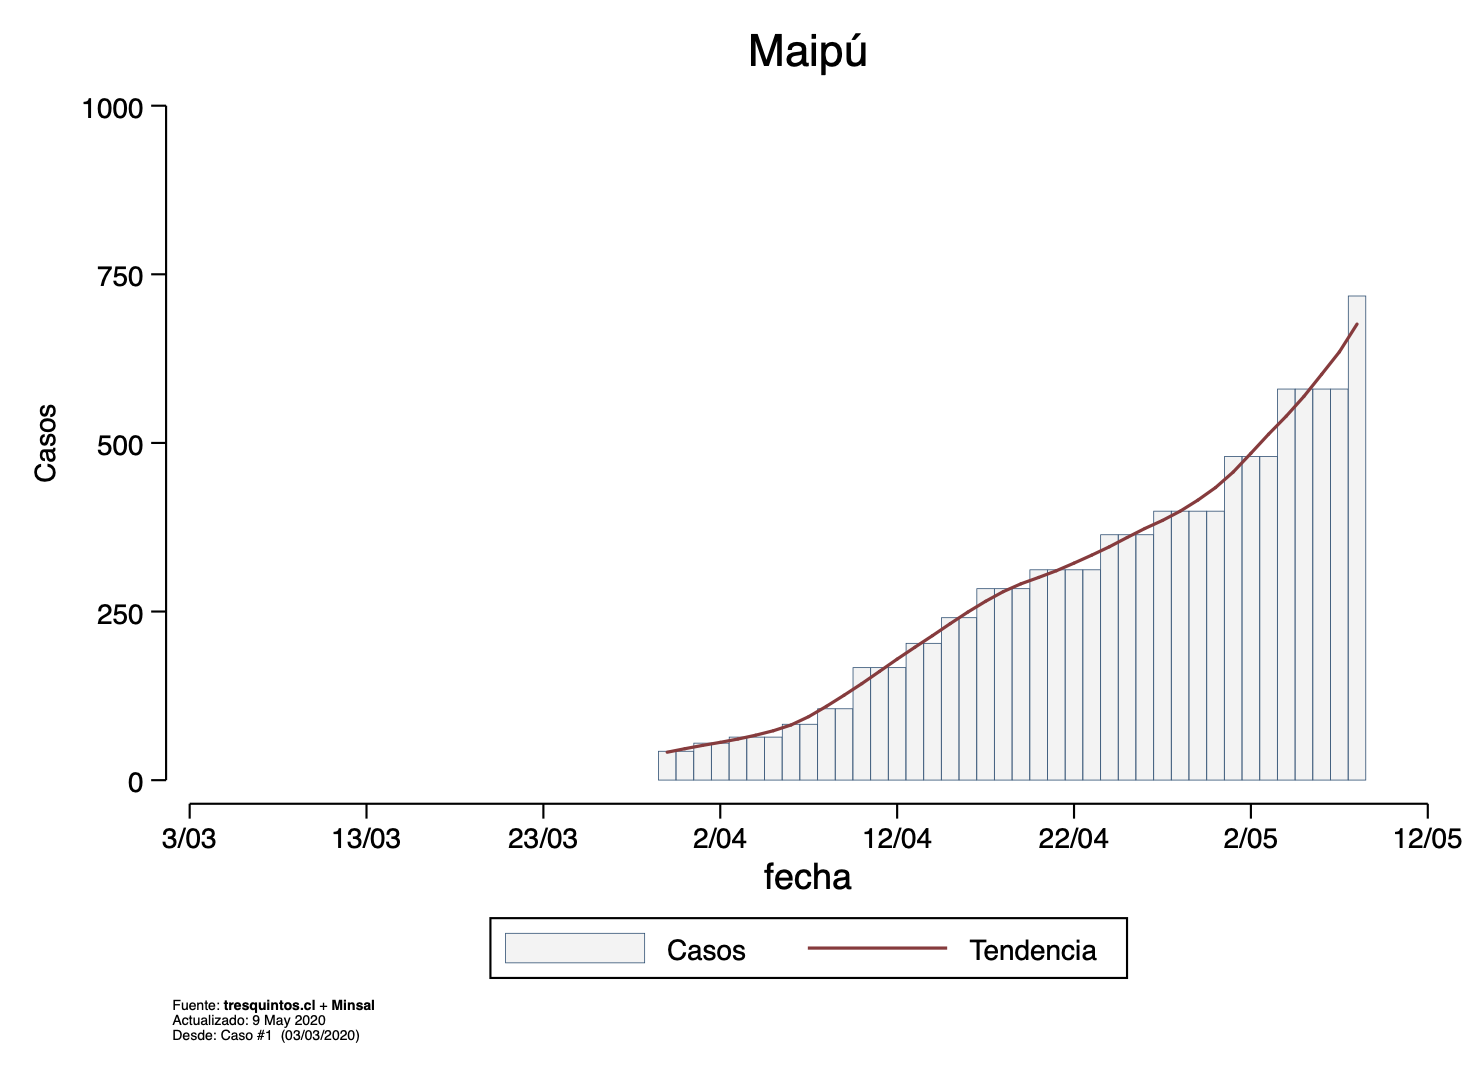 Maipú
1000
750
500
250
0
Casos
3/03 13/03 23/03 2/04 12/04 22/04 2/05 12/05
fecha
Casos Tendencia
Fuente: tresquintos.cl + Minsal
Actualizado: 9 May 2020
Desde: Caso #1 (03/03/2020)